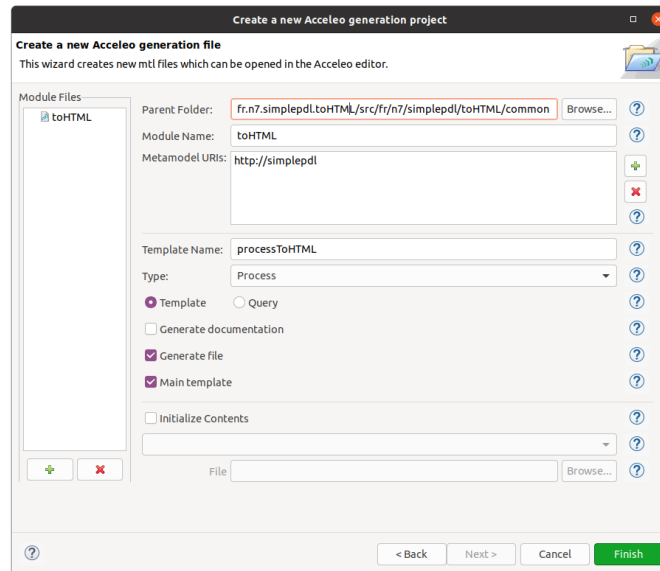 Create a new Acceleo generation project
Create a new Acceleo generation file
This wizard creates new mtl files which can be opened in the Acceleo editor.
Module Files
toHTML
Parent Folder: fr.n7.simplepdl.toHTML/src/fr/n7/simplepdl/toHTML/common Browse...
Module Name: toHTML
Metamodel URIs: http://simplepdl
Template Name: processToHTML
Type: Process
Template Query
Generate documentation
Generate file
Main template
Initialize Contents
File Browse...
< Back Next > Cancel Finish